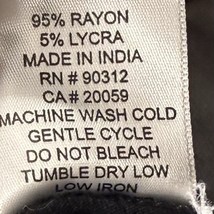 95% RAYON
5% LYCRA
MADE IN INDIA
RN # 90312
CA # 20059
MACHINE WASH COLD
GENTLE CYCLE
DO NOT BLEACH
TUMBLE DRY LOW
LOW IRON